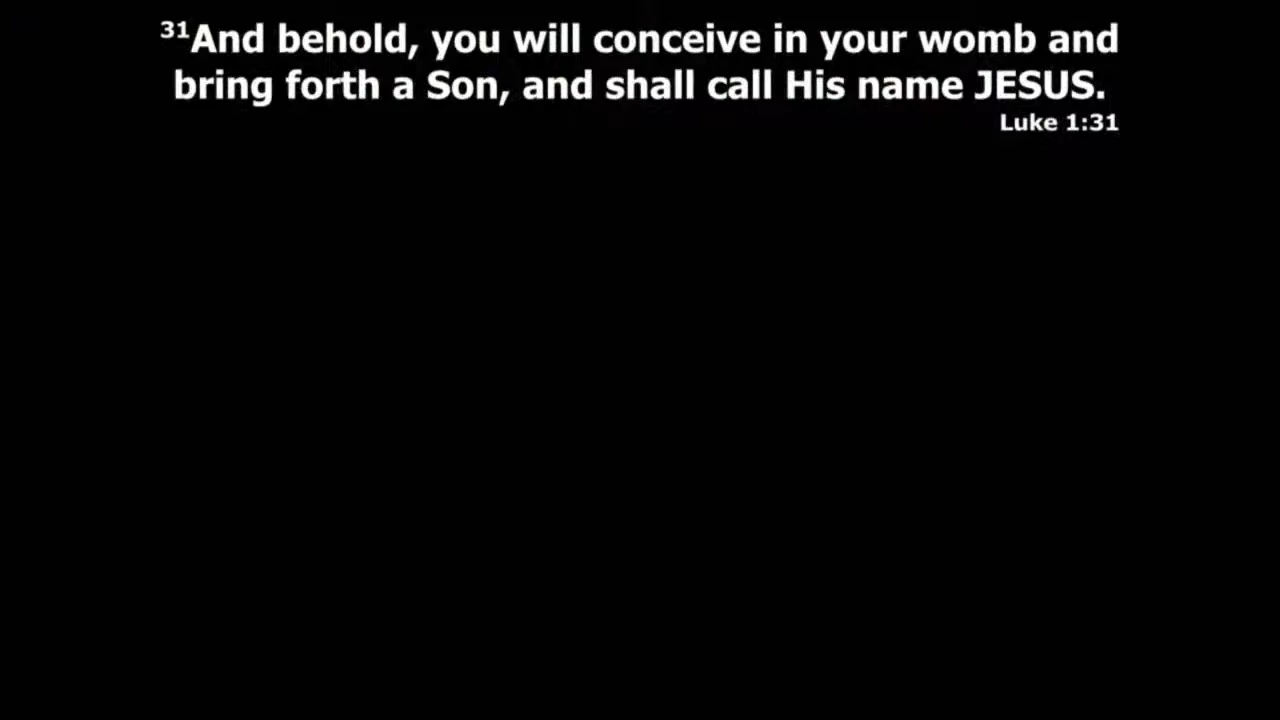 ³¹And behold, you will conceive in your womb and
bring forth a Son, and shall call His name JESUS.
Luke 1:31